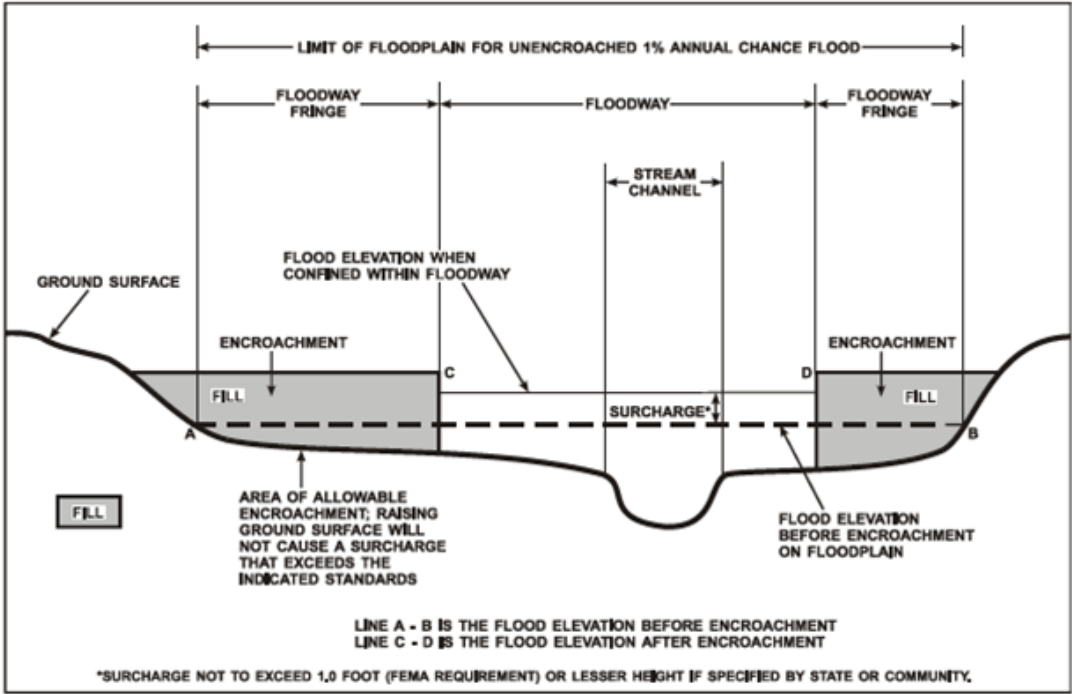 LIMIT OF FLOODPLAIN FOR UNENCROACHED 1% ANNUAL CHANCE FLOOD
FLOODWAY
FRINGE
FLOODWAY
FLOODWAY
FRINGE
STREAM
CHANNEL
FLOOD ELEVATION WHEN
CONFINED WITHIN FLOODWAY
GROUND SURFACE
ENCROACHMENT
ENCROACHMENT
C
D
FILL
FILL
SURCHARGE*
A
B
AREA OF ALLOWABLE
ENCROACHMENT; RAISING
GROUND SURFACE WILL
NOT CAUSE A SURCHARGE
THAT EXCEEDS THE
INDICATED STANDARDS
FILL
FLOOD ELEVATION
BEFORE ENCROACHMENT
ON FLOODPLAIN
LINE A - B IS THE FLOOD ELEVATION BEFORE ENCROACHMENT
LINE C - D IS THE FLOOD ELEVATION AFTER ENCROACHMENT
*SURCHARGE NOT TO EXCEED 1.0 FOOT (FEMA REQUIREMENT) OR LESSER HEIGHT IF SPECIFIED BY STATE OR COMMUNITY.